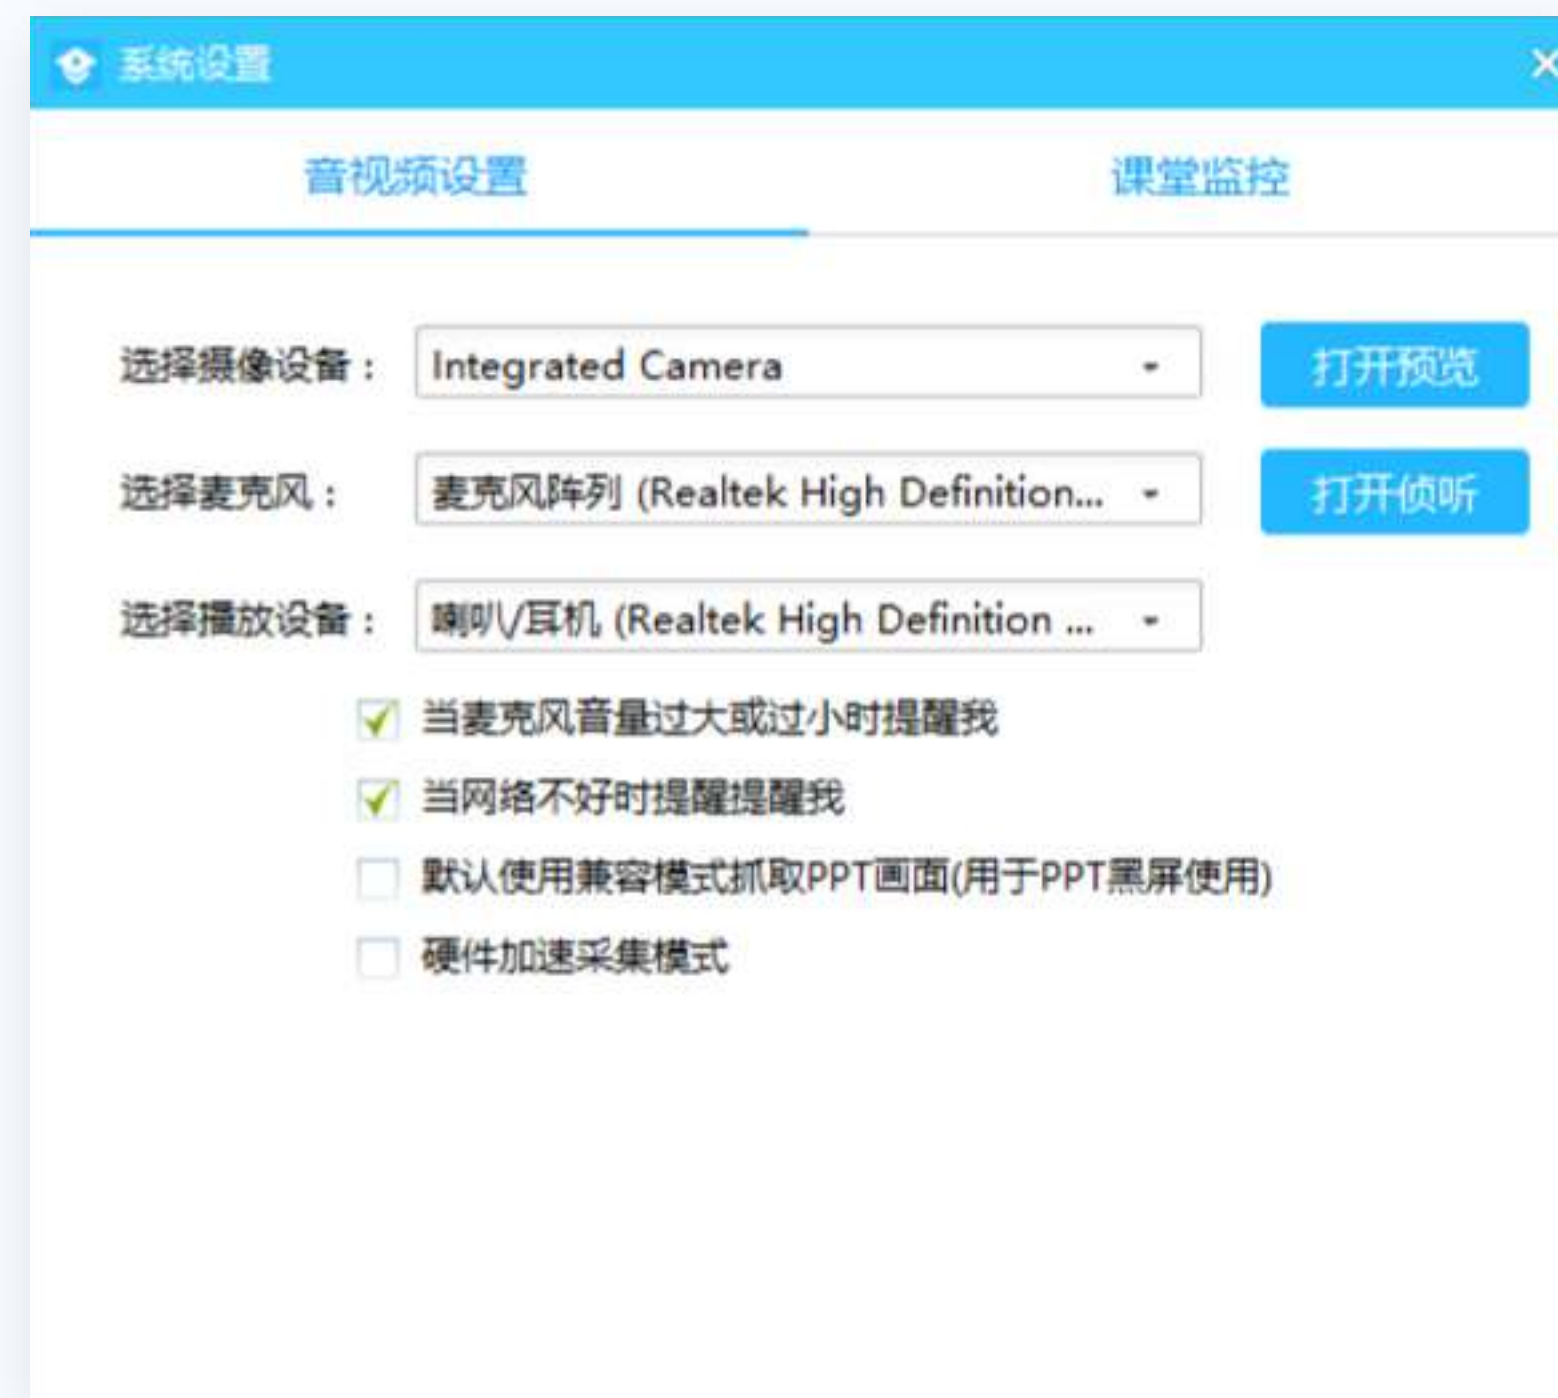 系统设置
音视频设置 课堂监控
选择摄像设备： Integrated Camera 打开预览
选择麦克风： 麦克风阵列 (Realtek High Definition... 打开侦听
选择播放设备： 喇叭/耳机 (Realtek High Definition ...
当麦克风音量过大或过小时提醒我
当网络不好时提醒提醒我
默认使用兼容模式抓取PPT画面(用于PPT黑屏使用)
硬件加速采集模式